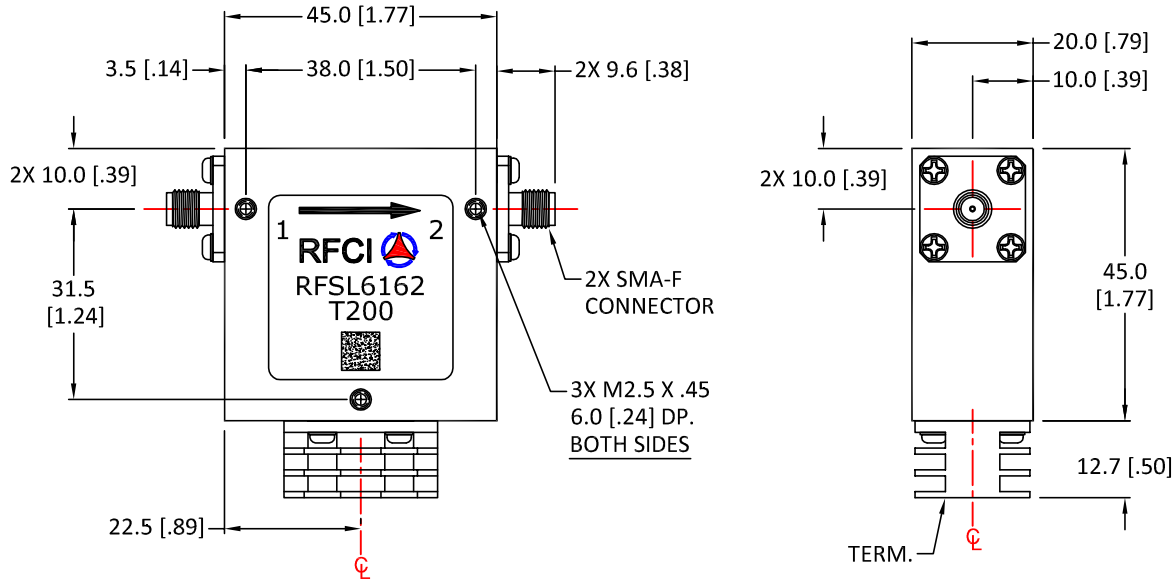 45.0 [1.77]
3.5 [.14]
38.0 [1.50]
2X 9.6 [.38]
2X 10.0 [.39]
31.5
[1.24]
1
2
RFCI
RFSL6162
T200
2X SMA-F
CONNECTOR
3X M2.5 X .45
6.0 [.24] DP.
BOTH SIDES
22.5 [.89]
℄
20.0 [.79]
10.0 [.39]
2X 10.0 [.39]
45.0
[1.77]
12.7 [.50]
TERM.
℄